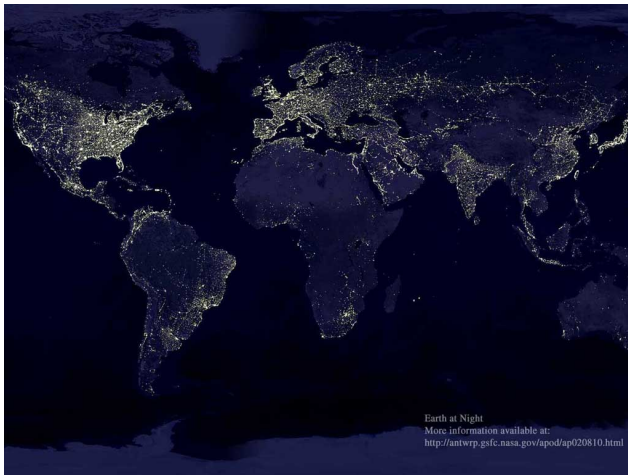 Earth at Night
More information available at:
http://antwrp.gsfc.nasa.gov/apod/ap020810.html